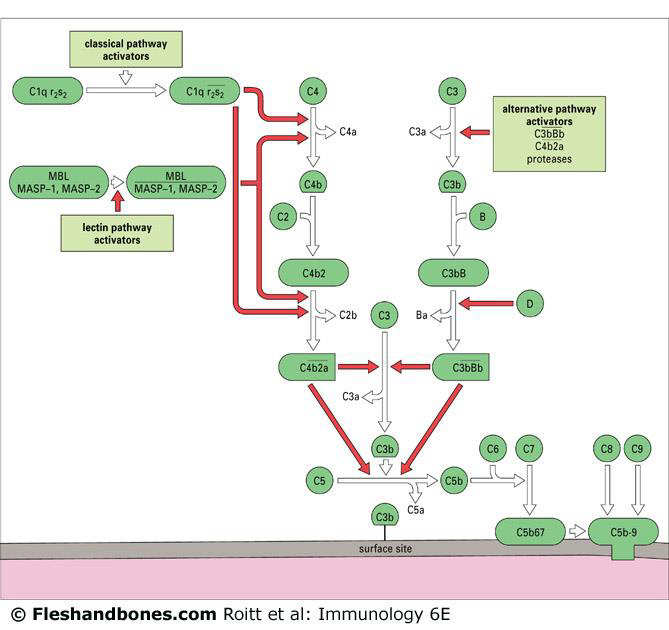 classical pathway
activators
C1q r2s2
C1q r2s2
C4
C3
C4a
C3a
alternative pathway
activators
C3bBb
C4b2a
proteases
MBL
MASP–1, MASP–2
MBL
MASP–1, MASP–2
C4b
C3b
lectin pathway
activators
C2
B
C4b2
C3bB
C2b
C3
Ba
D
C4b2a
C3bBb
C3a
C3b
C6
C7
C8
C9
C5
C5b
C5a
C3b
C5b67
C5b-9
surface site
© Fleshandbones.com Roitt et al: Immunology 6E